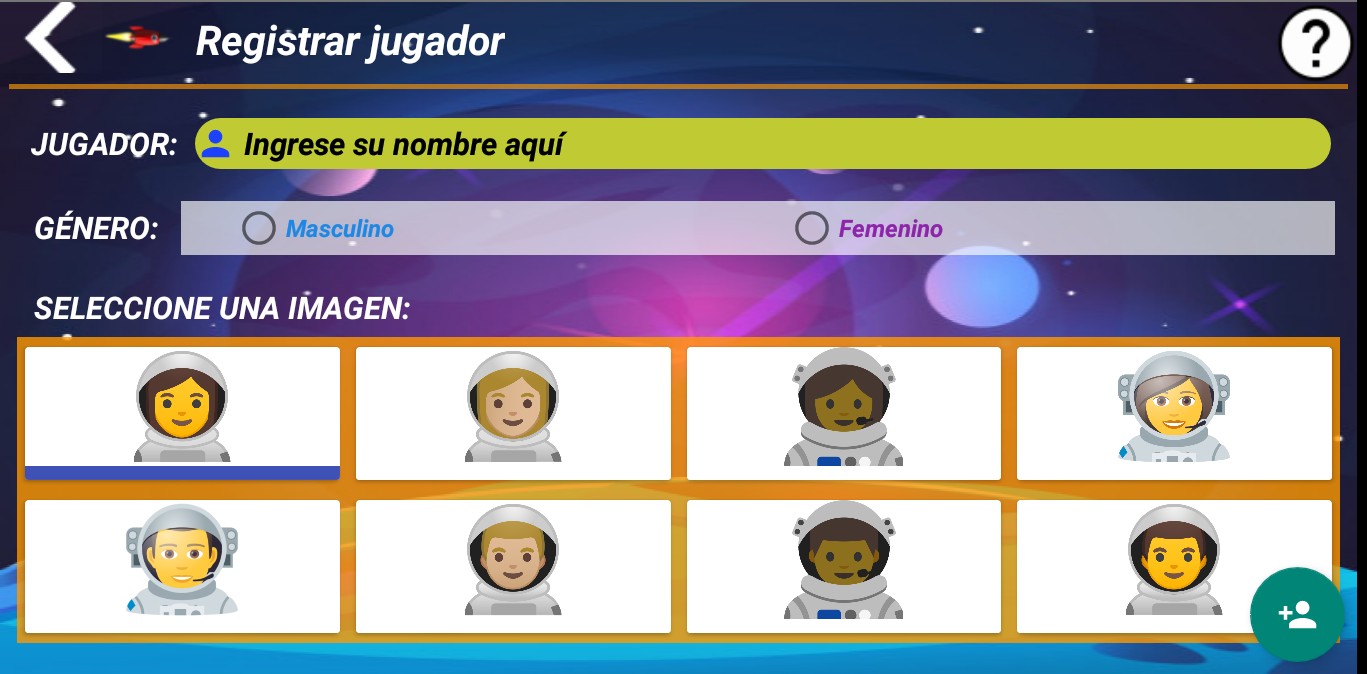 Registrar jugador
?
JUGADOR: Ingrese su nombre aquí
GÉNERO: Masculino Femenino
SELECCIONE UNA IMAGEN: